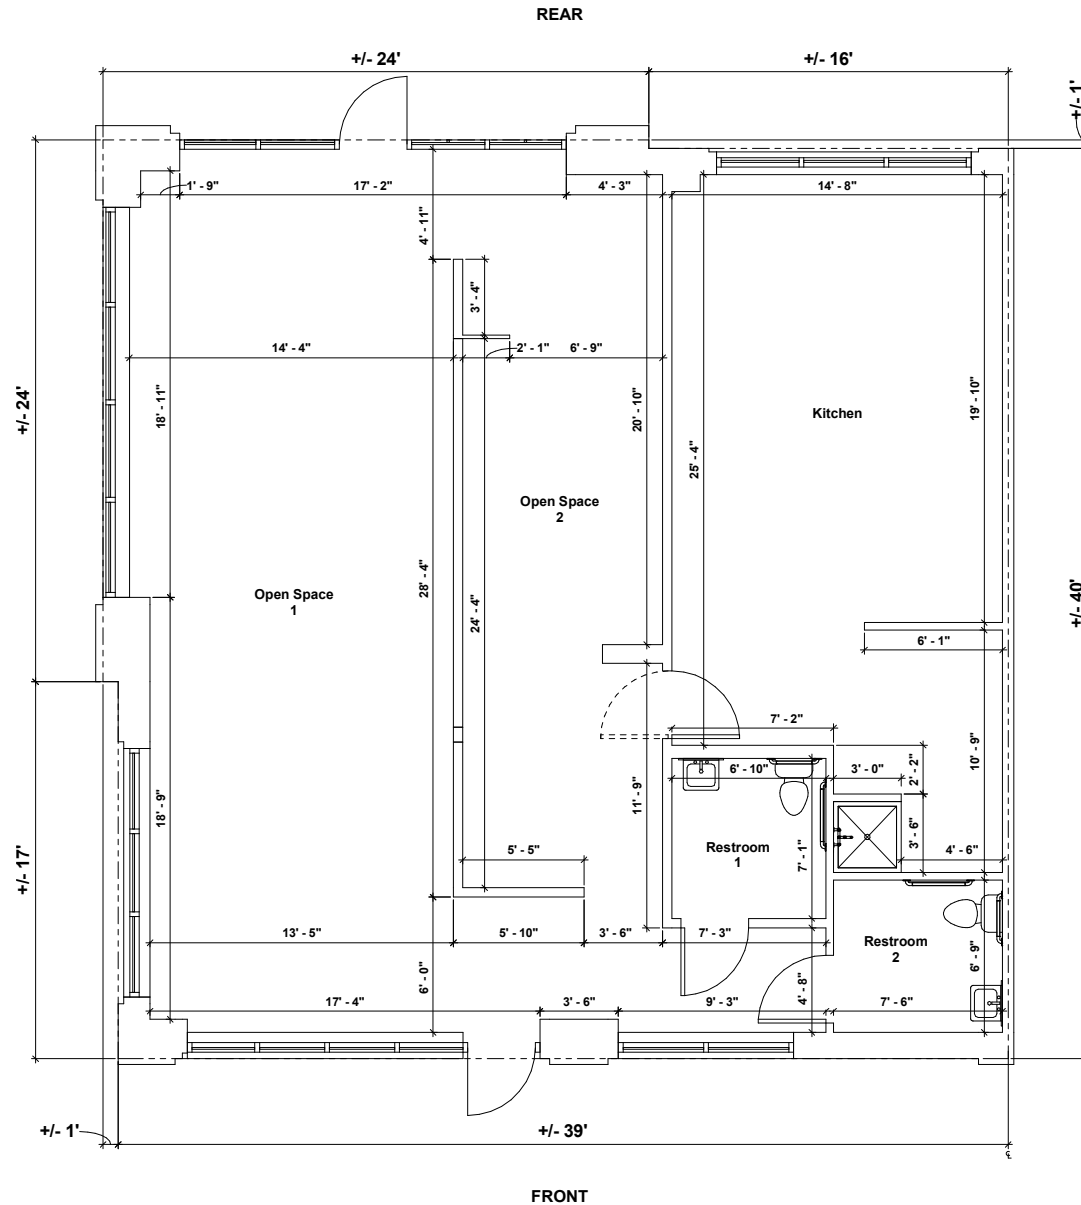 REAR
+/- 24'
+/- 16'
+/- 1'
1' - 9"
17' - 2"
4' - 3"
14' - 8"
4' - 11"
3' - 4"
14' - 4"
2' - 1"
6' - 9"
18' - 11"
+/- 24'
20' - 10"
19' - 10"
25' - 4"
Kitchen
Open Space
2
28' - 4"
24' - 4"
Open Space
1
+/- 40'
6' - 1"
7' - 2"
10' - 9"
2' - 2"
6' - 10"
3' - 0"
11' - 9"
18' - 9"
3' - 6"
5' - 5"
Restroom
1
7' - 1"
4' - 6"
+/- 17'
13' - 5"
5' - 10"
3' - 6"
7' - 3"
Restroom
2
6' - 9"
6' - 0"
4' - 8"
17' - 4"
3' - 6"
9' - 3"
7' - 6"
+/- 1'
+/- 39'
℄
FRONT